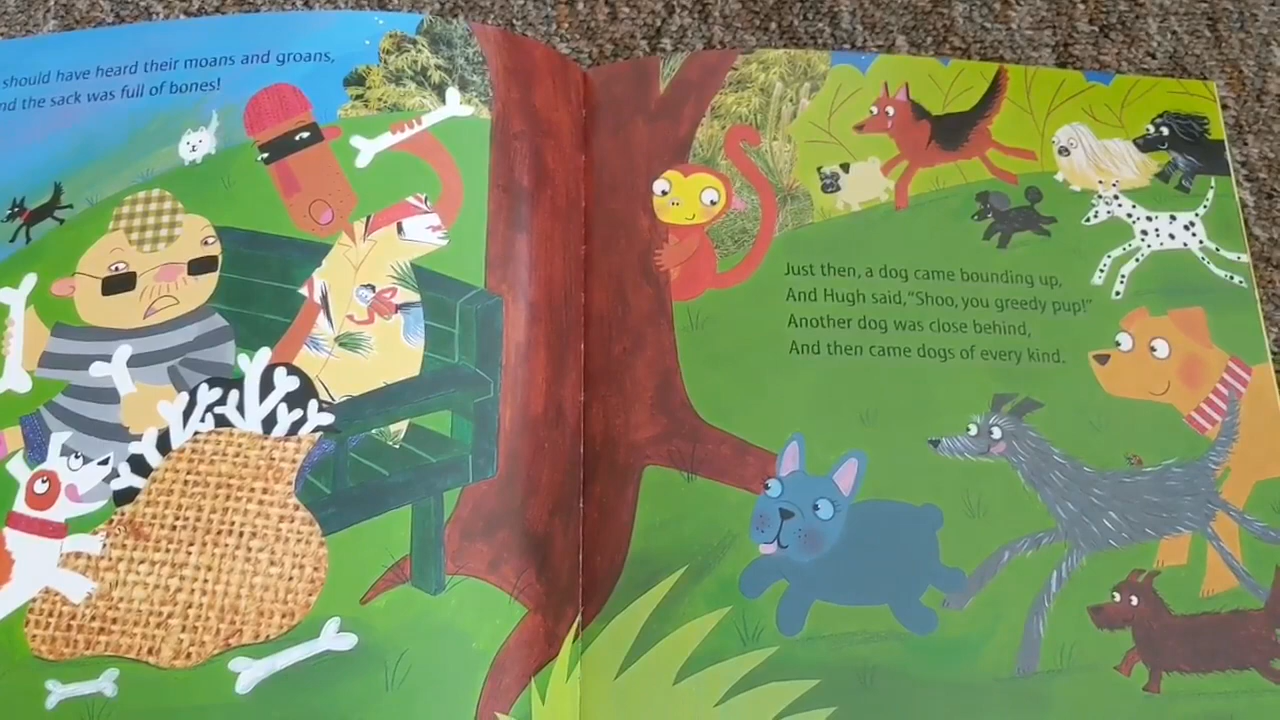 should have heard their moans and groans,
nd the sack was full of bones!
Just then, a dog came bounding up,
And Hugh said, "Shoo, you greedy pup!"
Another dog was close behind,
And then came dogs of every kind.